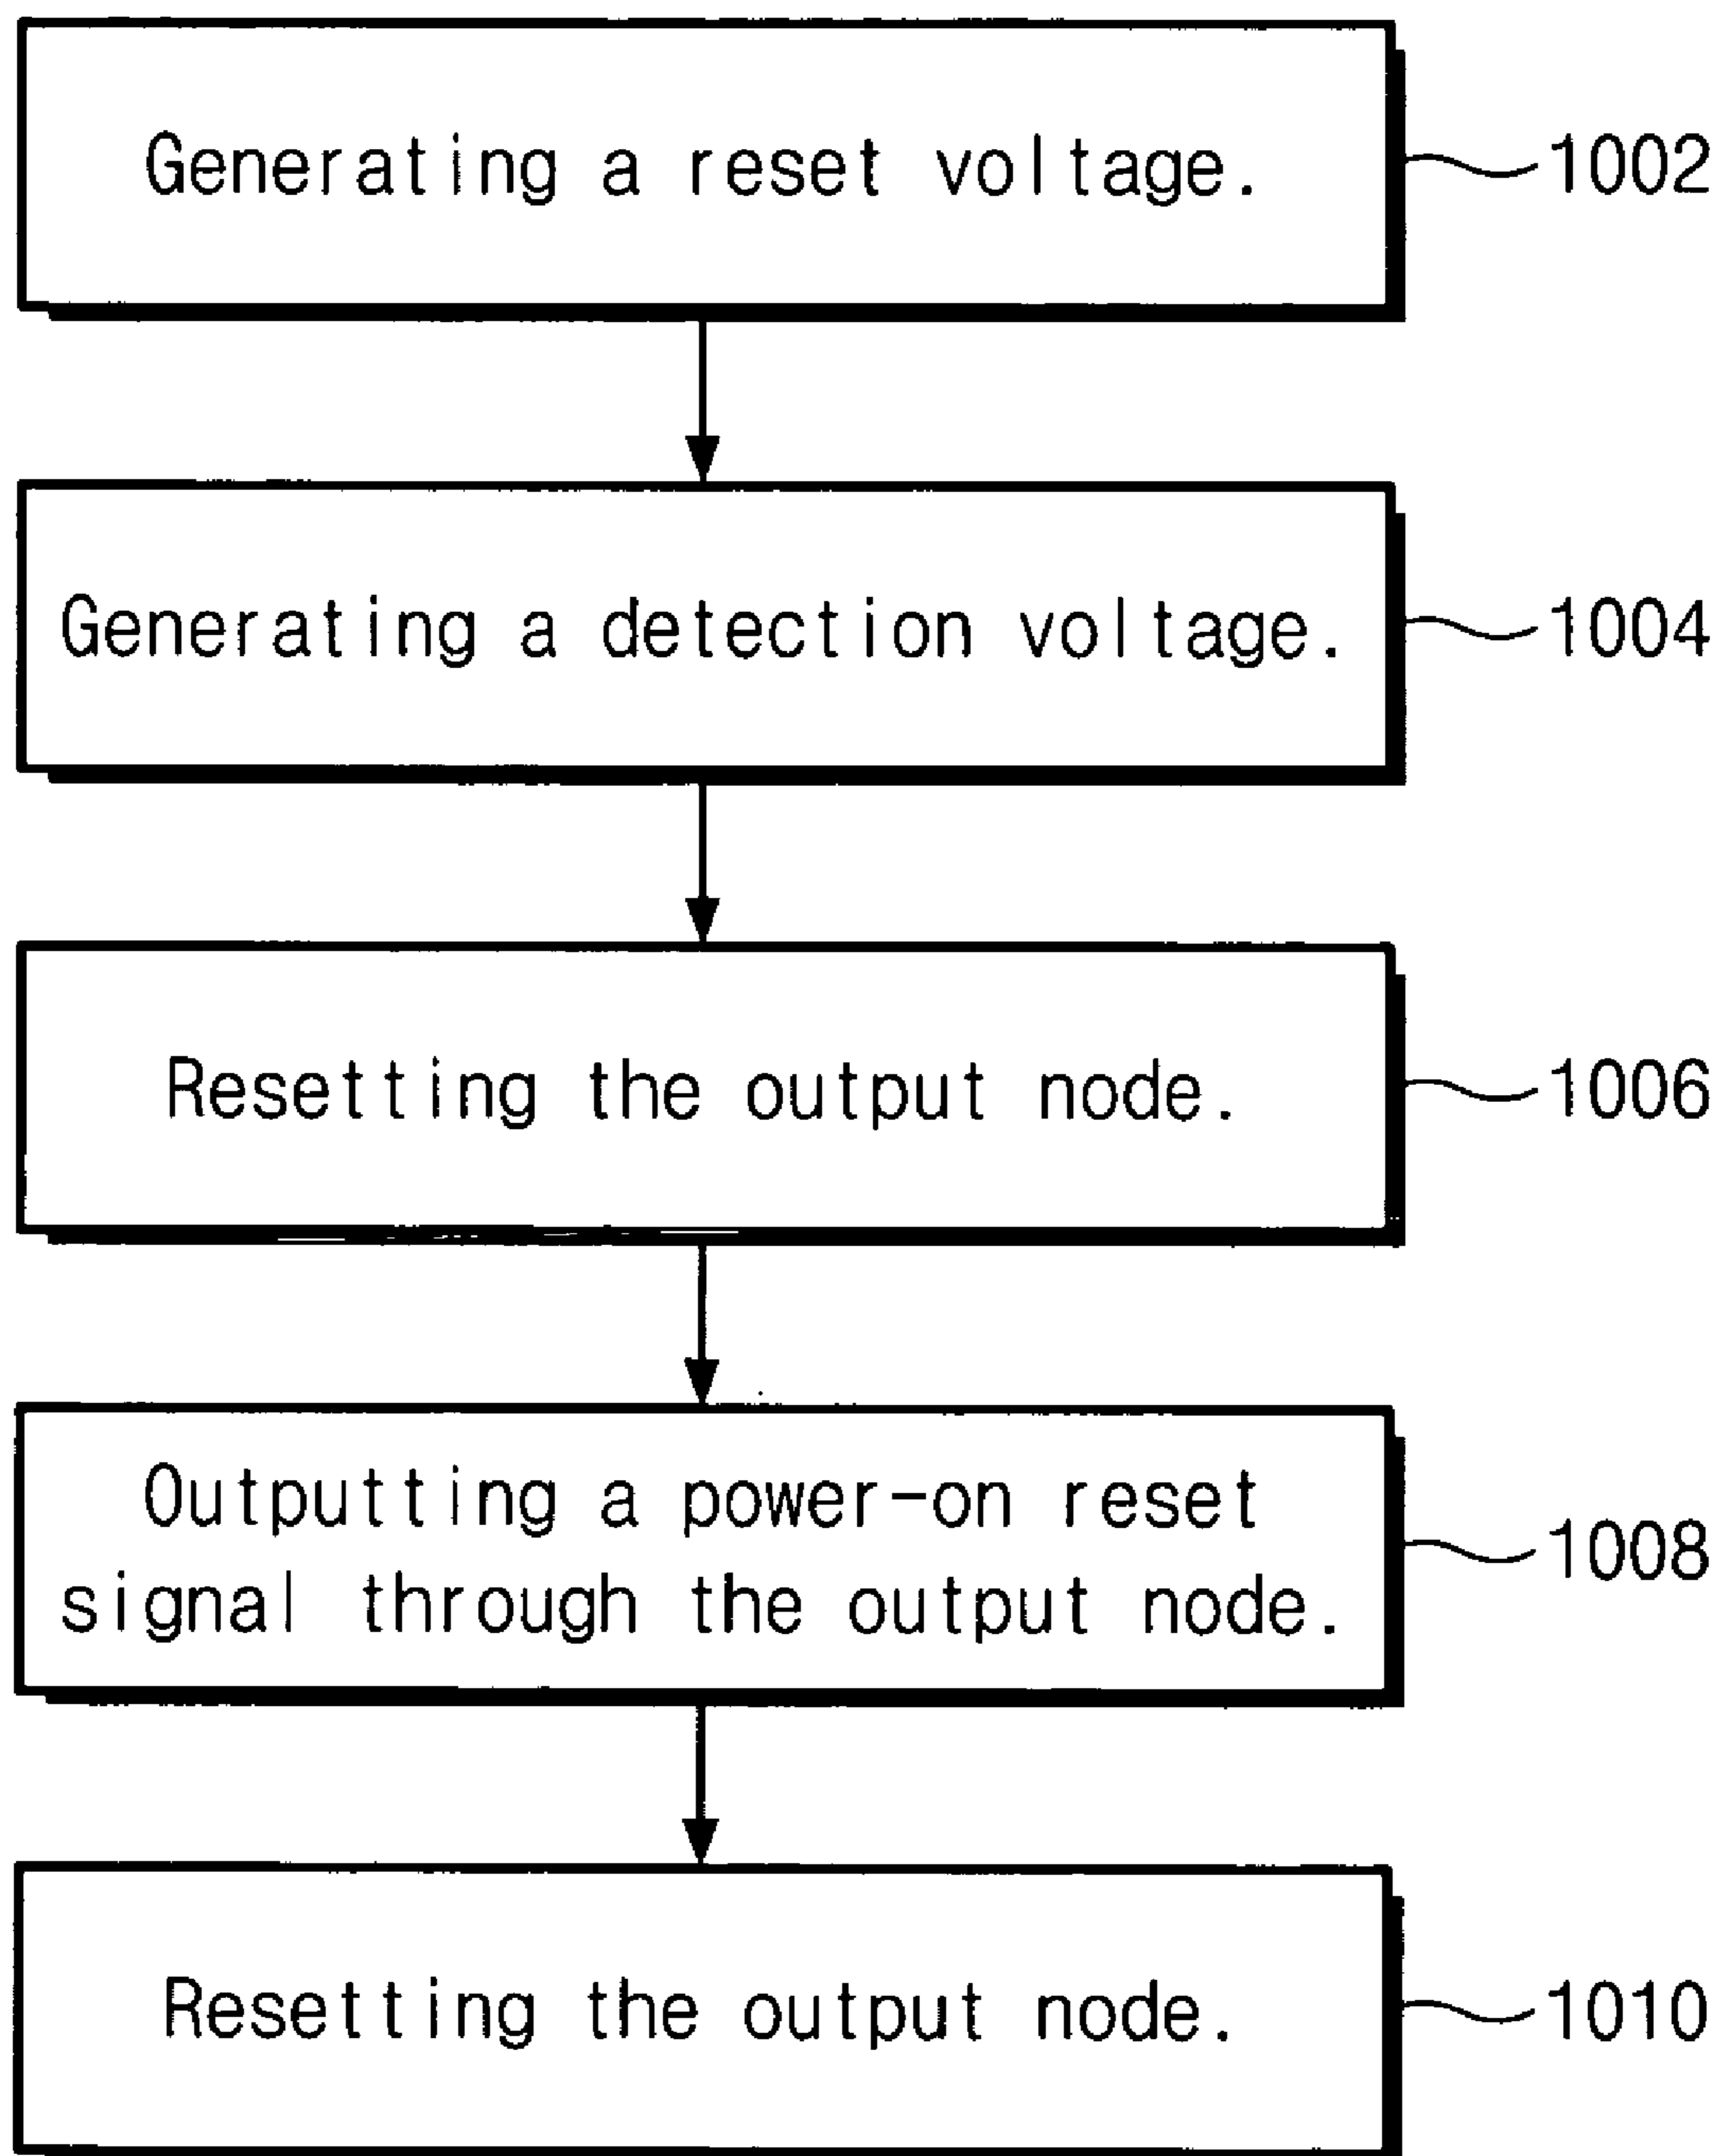 Generating a reset voltage.
1002
Generating a detection voltage.
1004
Resetting the output node.
1006
Outputting a power-on reset
signal through the output node.
1008
Resetting the output node.
1010